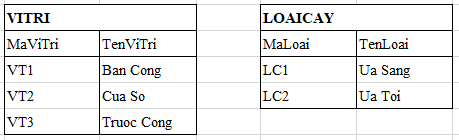 VITRI
MaViTri TenViTri
VT1 Ban Cong
VT2 Cua So
VT3 Truoc Cong
LOAICAY
MaLoai TenLoai
LC1 Ua Sang
LC2 Ua Toi